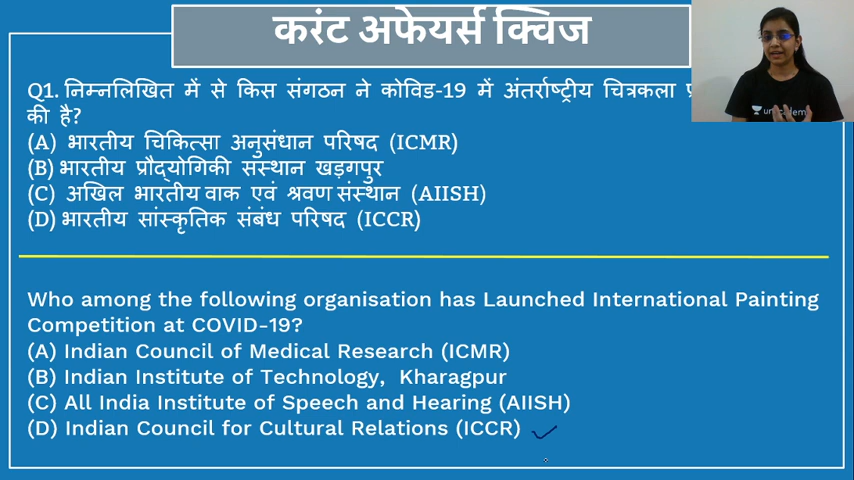 करंट अफेयर्स क्विज
Q1. निम्नलिखित में से किस संगठन ने कोविड-19 में अंतर्राष्ट्रीय चित्रकला
की है?
(A) भारतीय चिकित्सा अनुसंधान परिषद (ICMR)
(B) भारतीय प्रौद्योगिकी संस्थान खड़गपुर
(C) अखिल भारतीय वाक एवं श्रवण संस्थान (AIISH)
(D) भारतीय सांस्कृतिक संबंध परिषद (ICCR)
Who among the following organisation has Launched International Painting
Competition at COVID-19?
(A) Indian Council of Medical Research (ICMR)
(B) Indian Institute of Technology, Kharagpur
(C) All India Institute of Speech and Hearing (AIISH)
(D) Indian Council for Cultural Relations (ICCR)